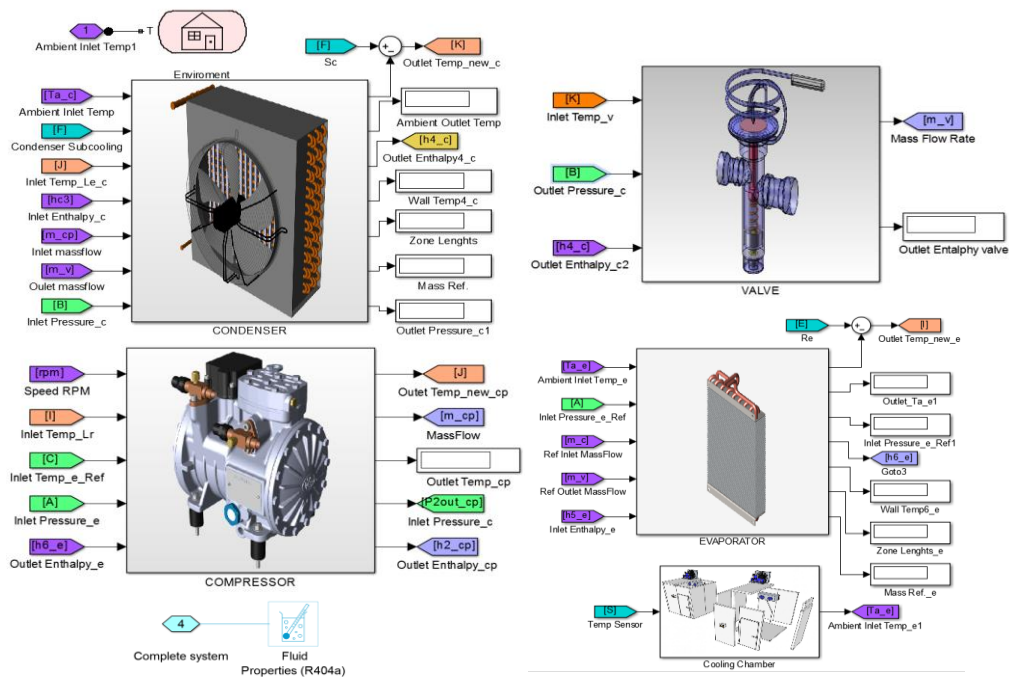 1
T
Ambient Inlet Temp1
Enviroment
[F]
Sc
+_
[K]
Outlet Temp_new_c
[Ta_c]
Ambient Inlet Temp
[F]
Condenser Subcooling
[J]
Inlet Temp_Le_c
[hc3]
Inlet Enthalpy_c
[m_cp]
Inlet massflow
[m_v]
Oulet massflow
[B]
Inlet Pressure_c
Ambient Outlet Temp
[h4_c]
Outlet Enthalpy4_c
Wall Temp4_c
Zone Lenghts
Mass Ref.
Outlet Pressure_c1
CONDENSER
[rpm]
Speed RPM
[I]
Inlet Temp_Lr
[C]
Inlet Temp_e_Ref
[A]
Inlet Pressure_e
[h6_e]
Outlet Enthalpy_e
[J]
Outet Temp_new_cp
[m_cp]
MassFlow
Outlet Temp_cp
[P2out_cp]
Inlet Pressure_c
[h2_cp]
Outlet Enthalpy_cp
COMPRESSOR
4
Complete system
Fluid
Properties (R404a)
[K]
Inlet Temp_v
[B]
Outlet Pressure_c
[h4_c]
Outlet Enthalpy_c2
[m_v]
Mass Flow Rate
Outlet Entalphy valve
VALVE
[E]
Re
+_
[I]
Outlet Temp_new_e
[Ta_e]
Ambient Inlet Temp_e
[A]
Inlet Pressure_e_Ref
[m_c]
Ref Inlet MassFlow
[m_v]
Ref Outlet MassFlow
[h5_e]
Inlet Enthalpy_e
Outlet_Ta_e1
Inlet Pressure_e_Ref1
[h6_e]
Goto3
Wall Temp6_e
Zone Lenghts_e
Mass Ref._e
EVAPORATOR
[S]
Temp Sensor
[Ta_e]
Ambient Inlet Temp_e1
Cooling Chamber